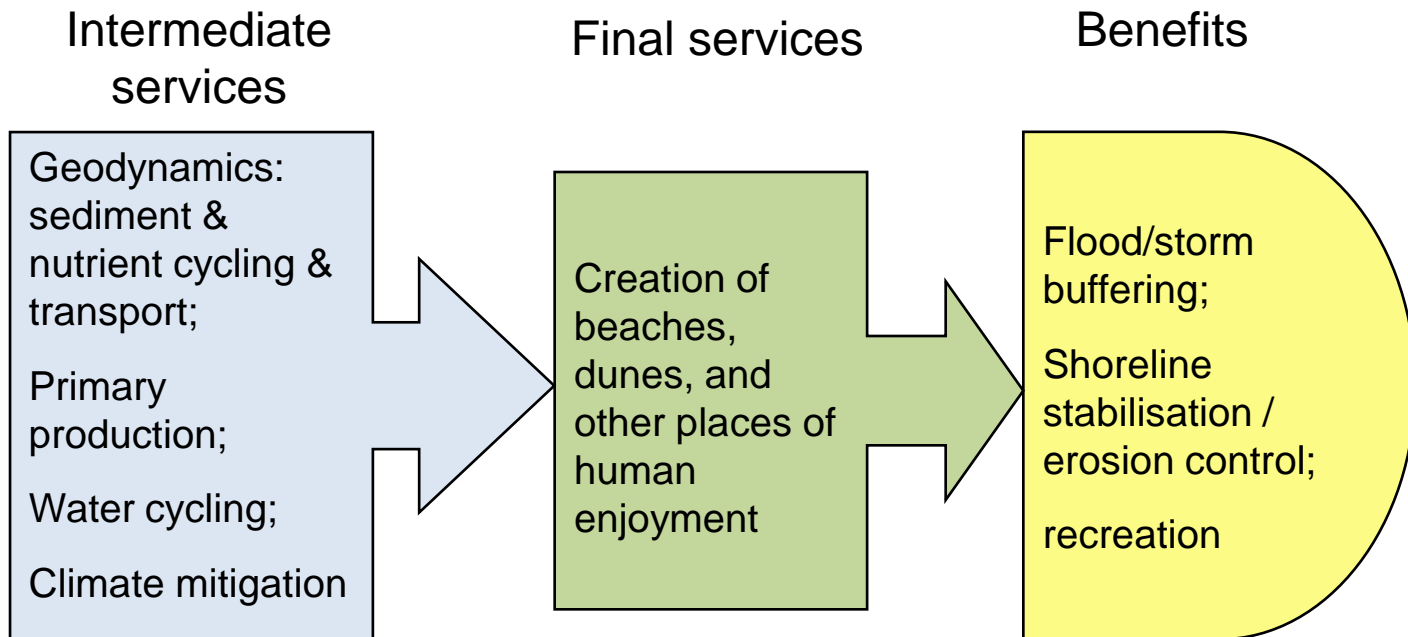 Intermediate
services
Final services
Benefits
Geodynamics:
sediment &
nutrient cycling &
transport;
Primary
production;
Water cycling;
Climate mitigation
Creation of
beaches,
dunes, and
other places of
human
enjoyment
Flood/storm
buffering;
Shoreline
stabilisation /
erosion control;
recreation